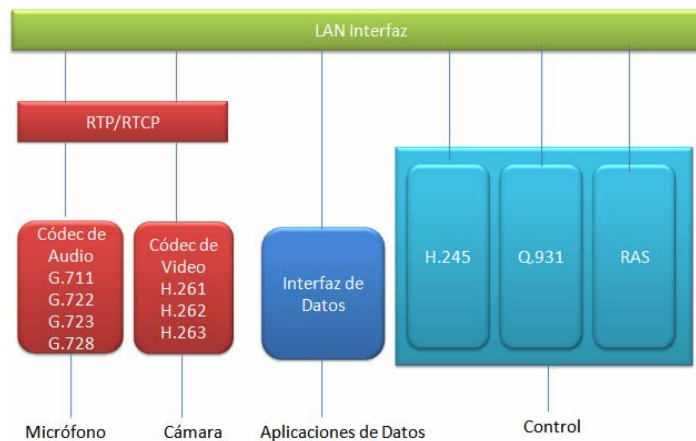 LAN Interfaz
RTP/RTCP
Códec de
Audio
G.711
G.722
G.723
G.728
Códec de
Video
H.261
H.262
H.263
Interfaz de
Datos
H.245
Q.931
RAS
Micrófono
Cámara
Aplicaciones de Datos
Control